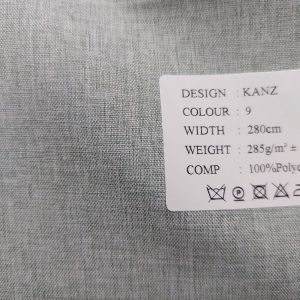 DESIGN : KANZ
COLOUR : 9
WIDTH : 280cm
WEIGHT : 285g/m² ±
COMP : 100%Polye